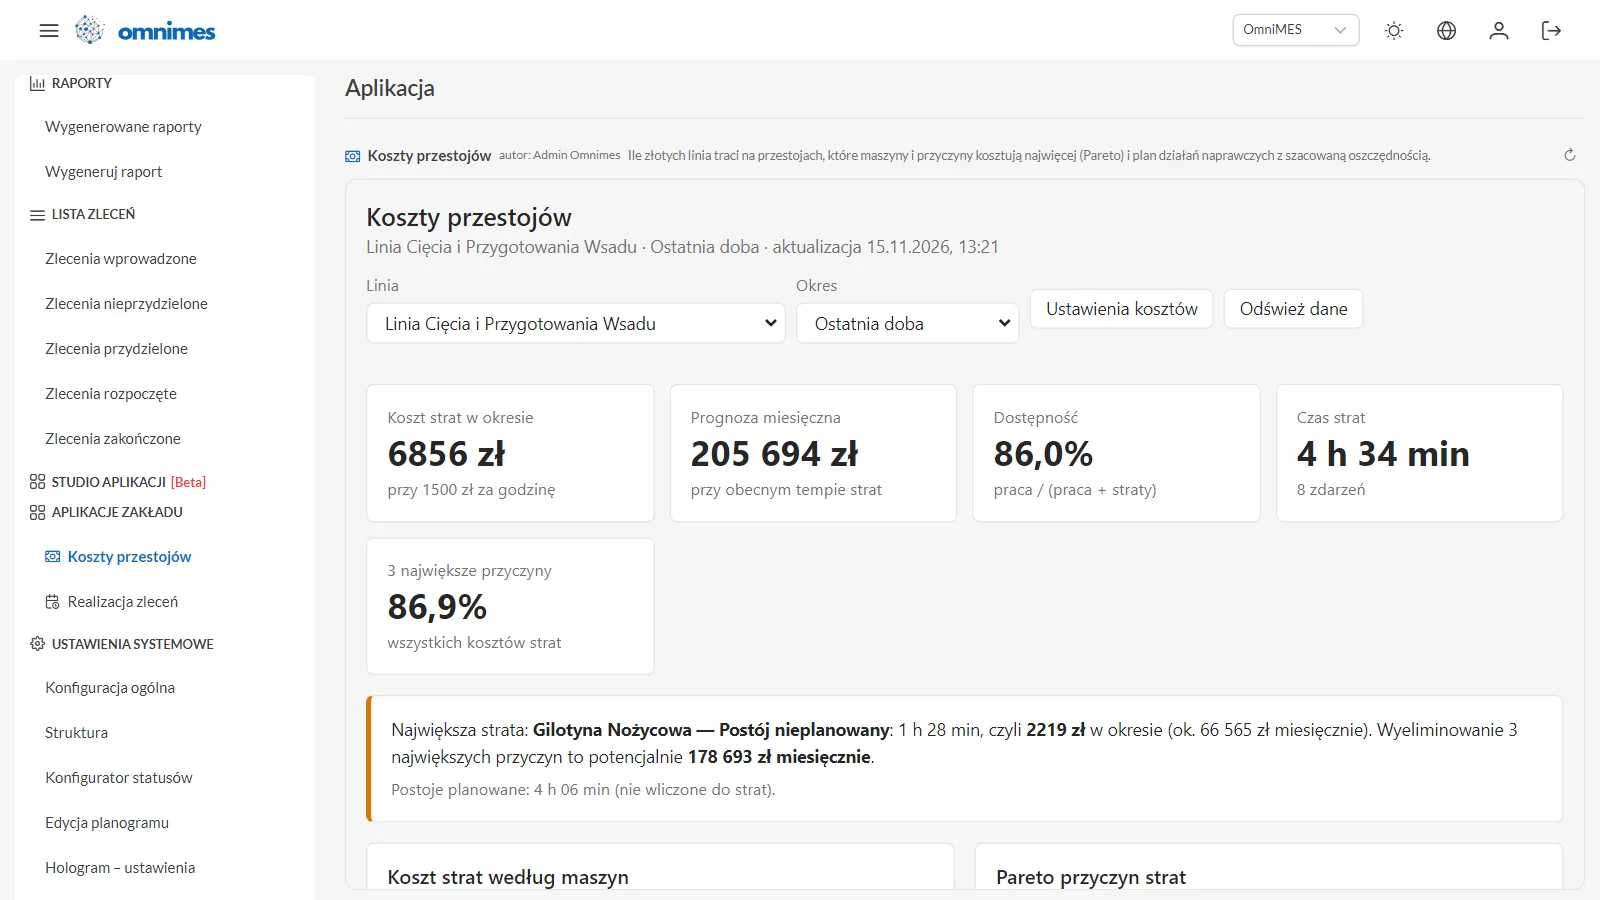 omnimes
OmniMES
RAPORTY
Wygenerowane raporty
Wygeneruj raport
LISTA ZLECEŃ
Zlecenia wprowadzone
Zlecenia nieprzydzielone
Zlecenia przydzielone
Zlecenia rozpoczęte
Zlecenia zakończone
STUDIO APLIKACJI [Beta]
APLIKACJE ZAKŁADU
Koszty przestojów
Realizacja zleceń
USTAWIENIA SYSTEMOWE
Konfiguracja ogólna
Struktura
Konfigurator statusów
Edycja planogramu
Hologram – ustawienia
Aplikacja
Koszty przestojów autor: Admin Omnimes Ile złotych linia traci na przestojach, które maszyny i przyczyny kosztują najwięcej (Pareto) i plan działań naprawczych z szacowaną oszczędnością.
Koszty przestojów
Linia Cięcia i Przygotowania Wsadu · Ostatnia doba · aktualizacja 15.11.2026, 13:21
Linia
Linia Cięcia i Przygotowania Wsadu
Okres
Ostatnia doba
Ustawienia kosztów
Odśwież dane
Koszt strat w okresie
6856 zł
przy 1500 zł za godzinę
Prognoza miesięczna
205 694 zł
przy obecnym tempie strat
Dostępność
86,0%
praca / (praca + straty)
Czas strat
4 h 34 min
8 zdarzeń
3 największe przyczyny
86,9%
wszystkich kosztów strat
Największa strata: Gilotyna Nożycowa — Postój nieplanowany: 1 h 28 min, czyli 2219 zł w okresie (ok. 66 565 zł miesięcznie). Wyeliminowanie 3
największych przyczyn to potencjalnie 178 693 zł miesięcznie.
Postoje planowane: 4 h 06 min (nie wliczone do strat).
Koszt strat według maszyn
Pareto przyczyn strat